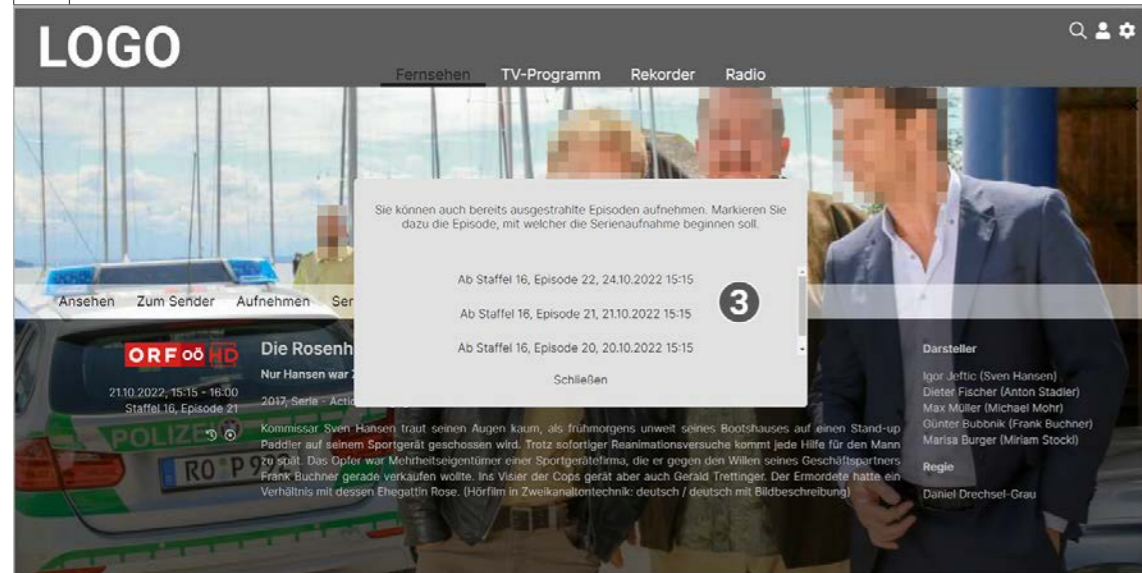 LOGO
Fernsehen TV-Programm Rekorder Radio
Sie können auch bereits ausgestrahlte Episoden aufnehmen. Markieren Sie
dazu die Episode, mit welcher die Serienaufnahme beginnen soll.
Ab Staffel 16, Episode 22, 24.10.2022 15:15
Ab Staffel 16, Episode 21, 21.10.2022 15:15
3
Ab Staffel 16, Episode 20, 20.10.2022 15:15
Schließen
Ansehen Zum Sender Aufnehmen Ser
ORF oö HD
21.10.2022, 15:15 - 16:00
Staffel 16, Episode 21
Die Rosenh
Nur Hansen war
2017, Serie - Actio
Kommissar Sven Hansen traut seinen Augen kaum, als frühmorgens unweit seines Bootshauses auf einen Stand-up
Paddler auf seinem Sportgerät geschossen wird. Trotz sofortiger Reanimationsversuche kommt jede Hilfe für den Mann
zu spät. Das Opfer war Mehrheitseigentümer einer Sportgerätefirma, die er gegen den Willen seines Geschäftspartners
Frank Buchner gerade verkaufen wollte. Ins Visier der Cops gerät aber auch Gerald Trettinger. Der Ermordete hatte ein
Verhältnis mit dessen Ehegattin Rose. (Hörfilm in Zweikanaltontechnik: deutsch / deutsch mit Bildbeschreibung)
Darsteller
Igor Jeftic (Sven Hansen)
Dieter Fischer (Anton Stadler)
Max Müller (Michael Mohr)
Günter Bubbnik (Frank Buchner)
Marisa Burger (Miriam Stockl)
Regie
Daniel Drechsel-Grau
POLIZEI
RO P 9